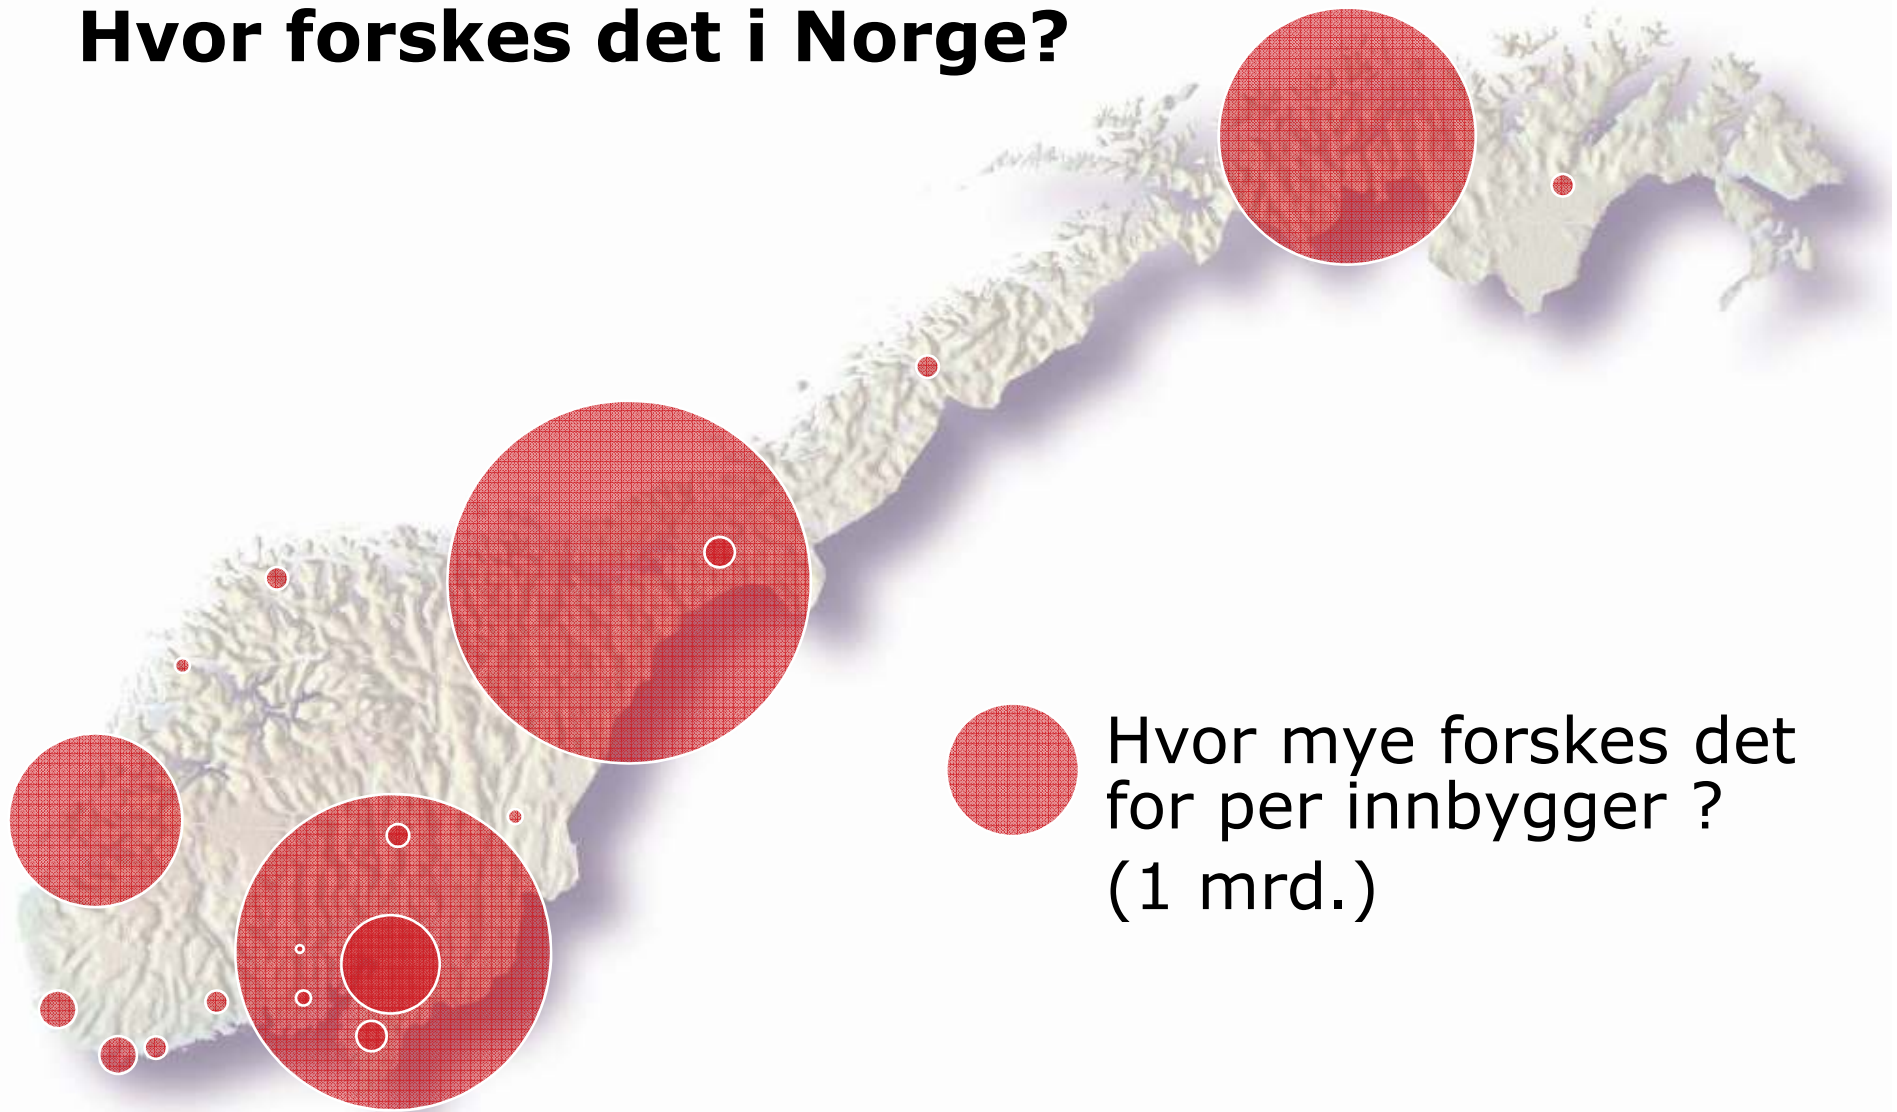 Hvor forskes det i Norge?
Hvor mye forskes det
for per innbygger ?
(1 mrd.)